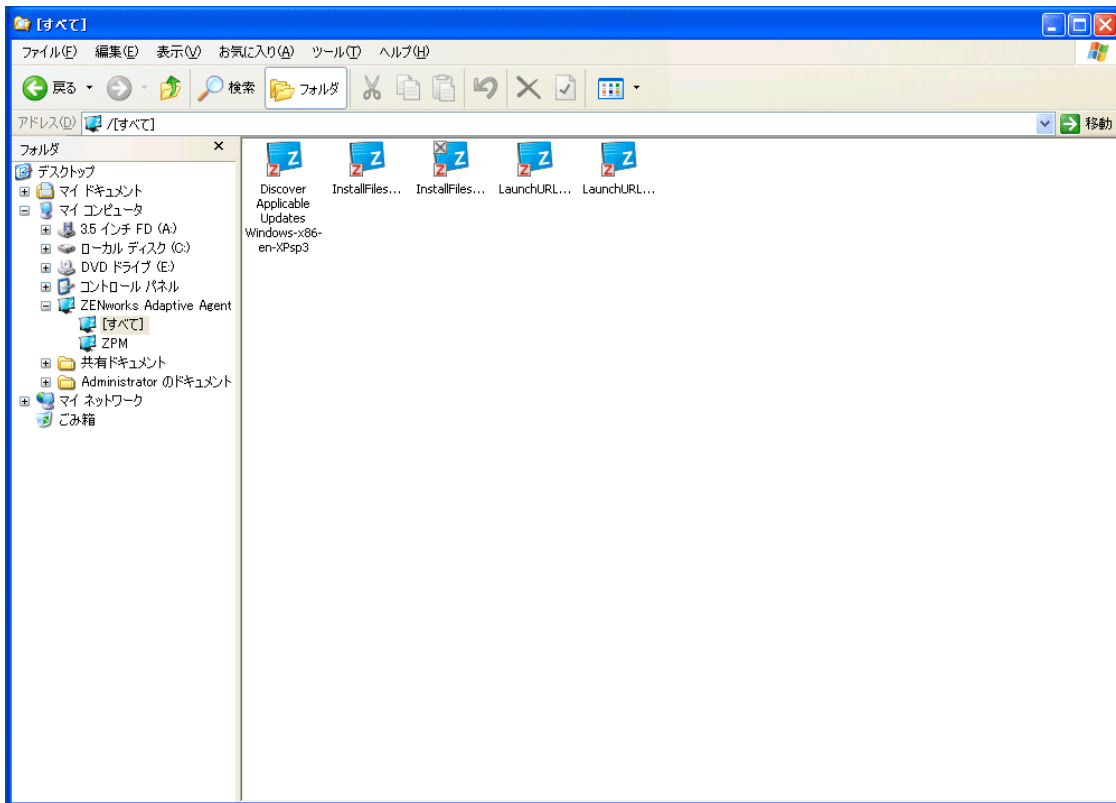 [すべて]
ファイル(F) 編集(E) 表示(V) お気に入り(A) ツール(T) ヘルプ(H)
戻る 検索 フォルダ
アドレス(D) /[すべて] 移動
フォルダ
デスクトップ
マイ ドキュメント
マイ コンピュータ
3.5 インチ FD (A:)
ローカル ディスク (C:)
DVD ドライブ (E:)
コントロール パネル
ZENworks Adaptive Agent
[すべて]
ZPM
共有ドキュメント
Administrator のドキュメント
マイ ネットワーク
ごみ箱
Discover
Applicable
Updates
Windows-x86-
en-XPsp3
InstallFiles...
InstallFiles...
LaunchURL...
LaunchURL...